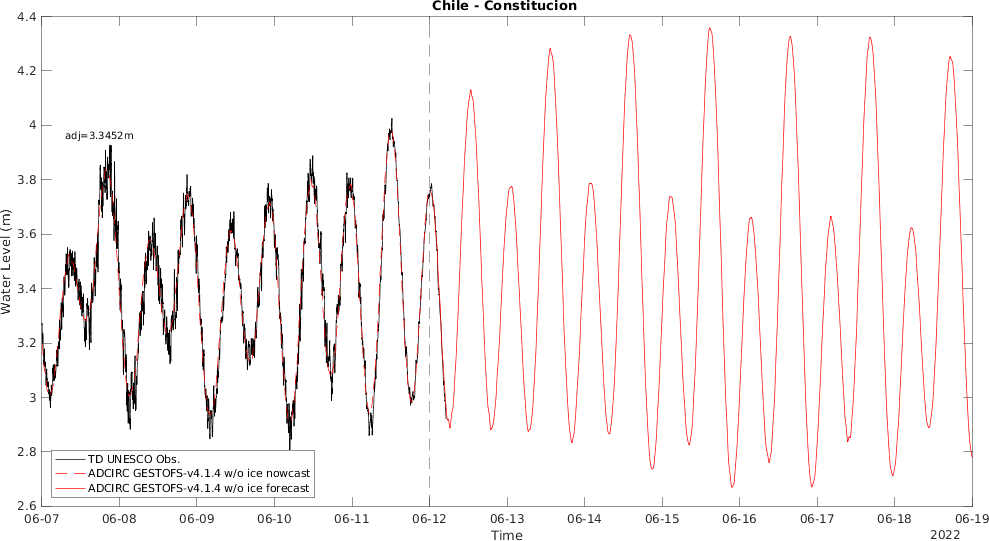 Chile - Constitucion
4.4
4.2
4
3.8
3.6
3.4
3.2
3
2.8
2.6
Water Level (m)
adj=3.3452m
TD UNESCO Obs.
ADCIRC GESTOFS-v4.1.4 w/o ice nowcast
ADCIRC GESTOFS-v4.1.4 w/o ice forecast
06-07 06-08 06-09 06-10 06-11 06-12 06-13 06-14 06-15 06-16 06-17 06-18 06-19
Time
2022